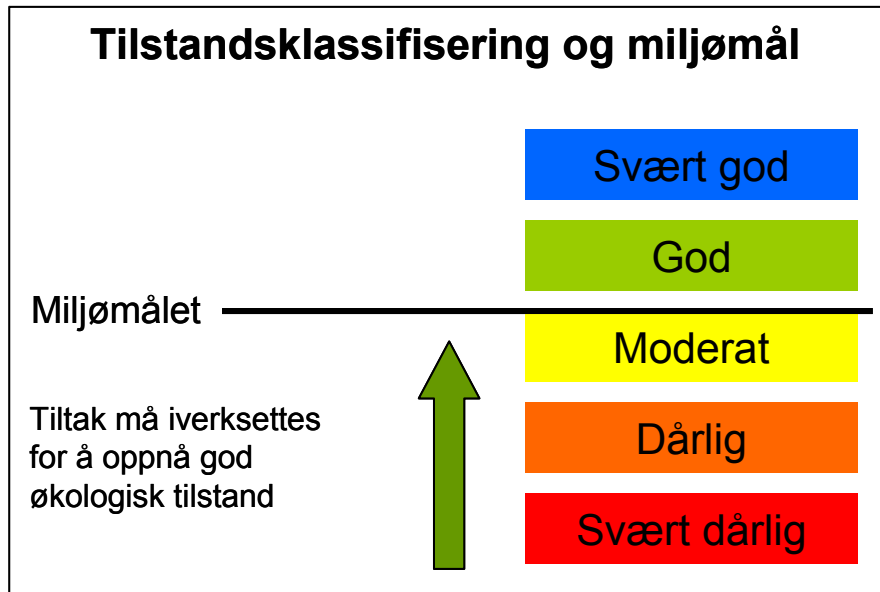 Tilstandsklassifisering og miljømål
Svært god
God
Miljømålet
Moderat
Tiltak må iverksettes
for å oppnå god
økologisk tilstand
Dårlig
Svært dårlig